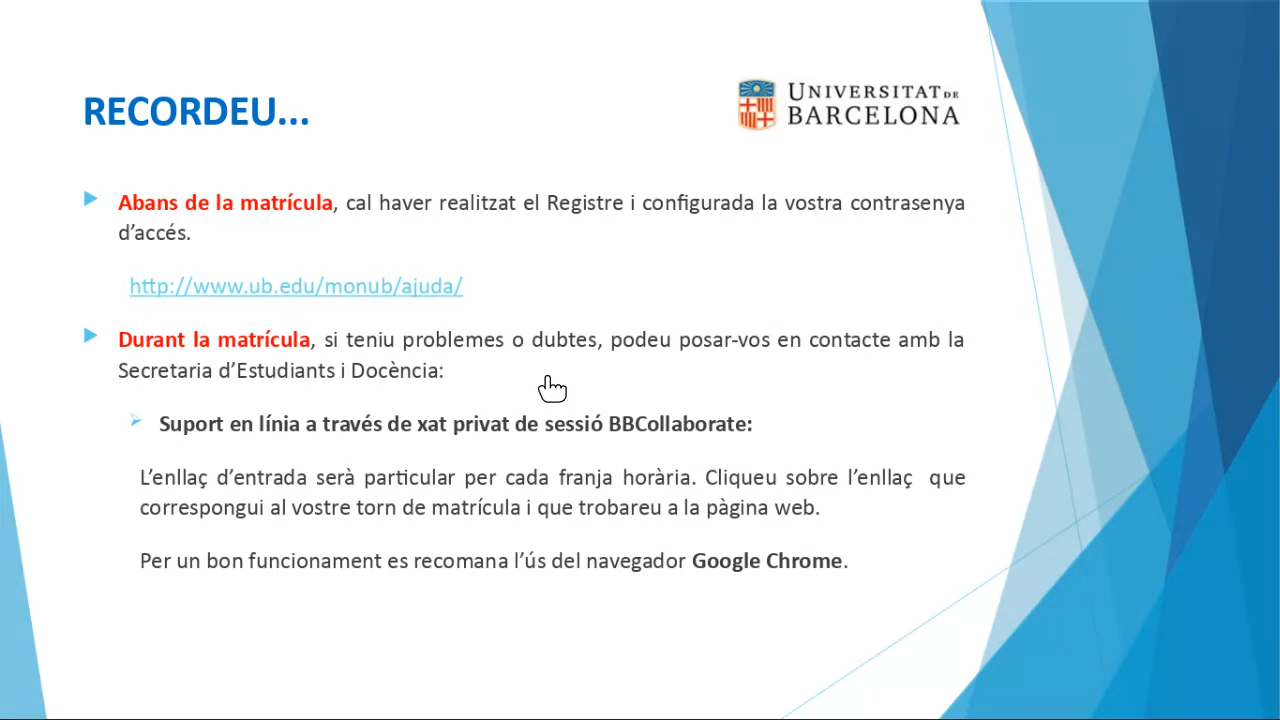 RECORDEU...
UNIVERSITAT DE
BARCELONA
Abans de la matrícula, cal haver realitzat el Registre i configurada la vostra contrasenya
d’accés.
http://www.ub.edu/monub/ajuda/
Durant la matrícula, si teniu problemes o dubtes, podeu posar-vos en contacte amb la
Secretaria d’Estudiants i Docència:
Suport en línia a través de xat privat de sessió BBCollaborate:
L’enllaç d’entrada serà particular per cada franja horària. Cliqueu sobre l’enllaç que
correspongui al vostre torn de matrícula i que trobareu a la pàgina web.
Per un bon funcionament es recomana l’ús del navegador Google Chrome.